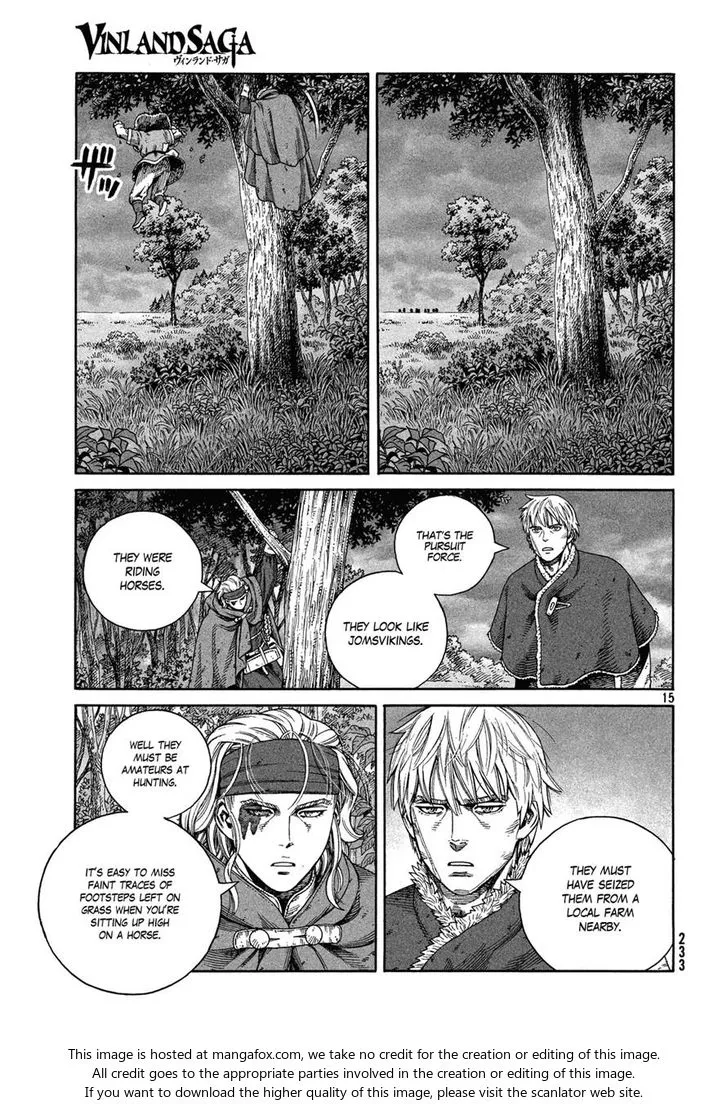 VINLAND SAGA
ヴィンランド・サガ
ザッ
THAT'S THE
PURSUIT
FORCE.
THEY LOOK LIKE
JOMSVIKINGS.
THEY WERE
RIDING
HORSES.
15
THEY MUST
HAVE SEIZED
THEM FROM A
LOCAL FARM
NEARBY.
WELL THEY
MUST BE
AMATEURS AT
HUNTING.
IT'S EASY TO MISS
FAINT TRACES OF
FOOTSTEPS LEFT ON
GRASS WHEN YOU'RE
SITTING UP HIGH
ON A HORSE.
233
This image is hosted at mangafox.com, we take no credit for the creation or editing of this image.
All credit goes to the appropriate parties involved in the creation or editing of this image.
If you want to download the higher quality of this image, please visit the scanlator web site.